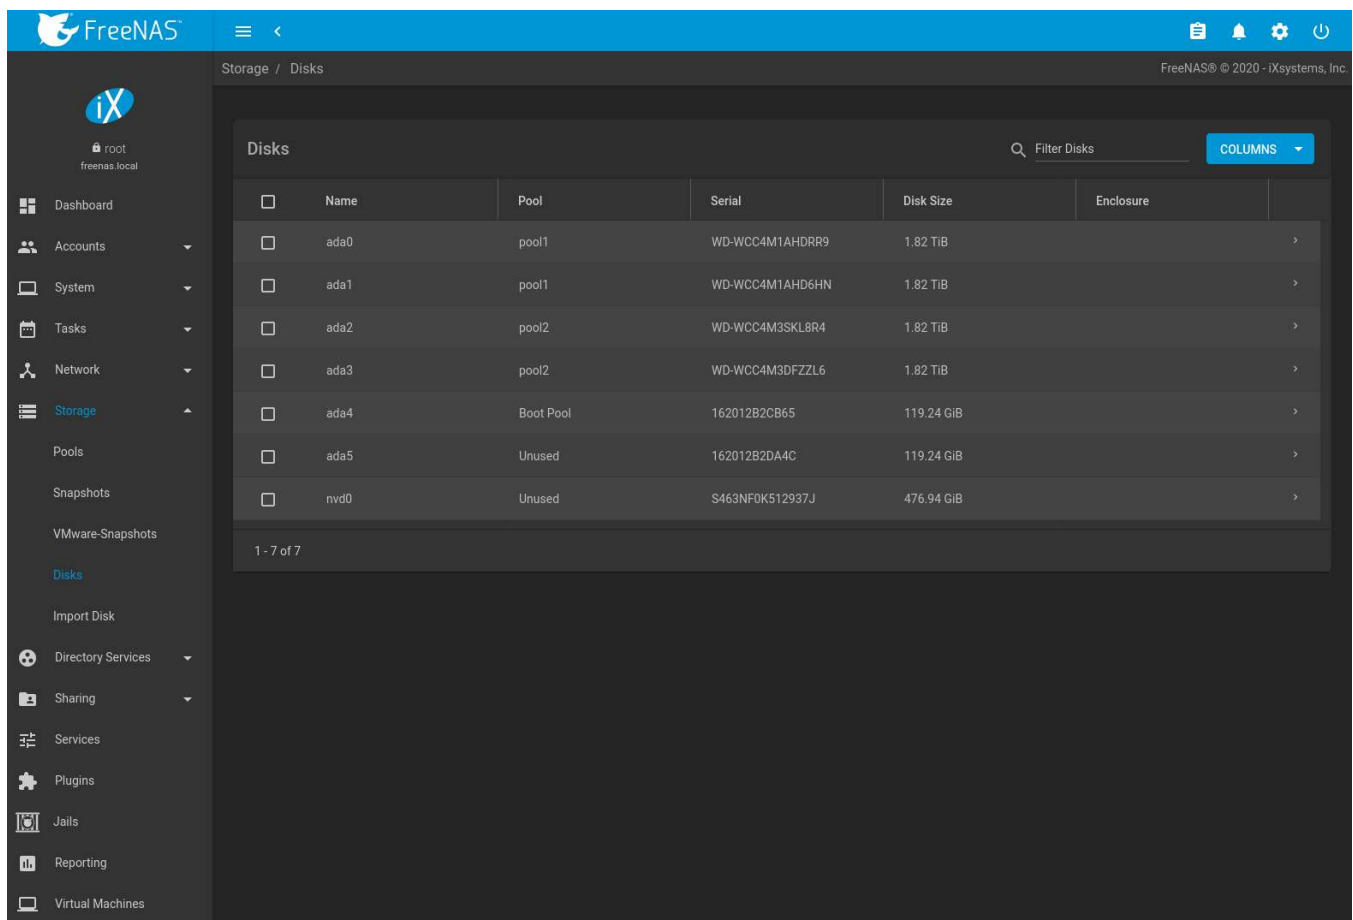 FreeNAS
Storage / Disks
FreeNAS® © 2020 - iXsystems, Inc.
iX
root
freenas.local
Dashboard
Accounts
System
Tasks
Network
Storage
Pools
Snapshots
VMware-Snapshots
Disks
Import Disk
Directory Services
Sharing
Services
Plugins
Jails
Reporting
Virtual Machines
Disks
Filter Disks
COLUMNS
Name Pool Serial Disk Size Enclosure
ada0 pool1 WD-WCC4M1AHDRR9 1.82 TiB
ada1 pool1 WD-WCC4M1AHD6HN 1.82 TiB
ada2 pool2 WD-WCC4M3SKL8R4 1.82 TiB
ada3 pool2 WD-WCC4M3DFZZL6 1.82 TiB
ada4 Boot Pool 162012B2CB65 119.24 GiB
ada5 Unused 162012B2DA4C 119.24 GiB
nvd0 Unused S463NF0K512937J 476.94 GiB
1 - 7 of 7